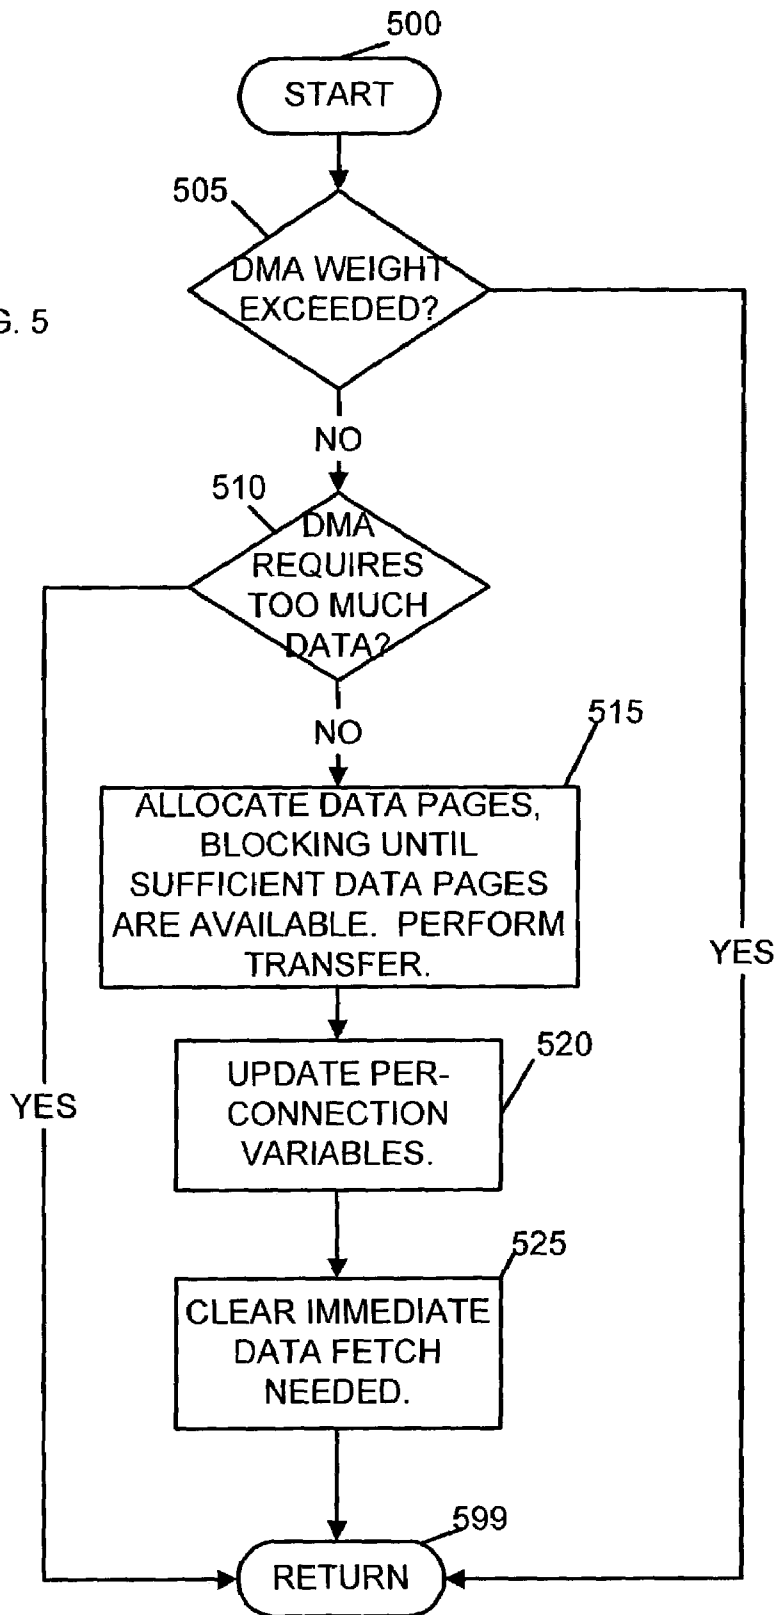 500
START
505
DMA WEIGHT
EXCEEDED?
G. 5
NO
510
DMA
REQUIRES
TOO MUCH
DATA?
NO
515
ALLOCATE DATA PAGES,
BLOCKING UNTIL
SUFFICIENT DATA PAGES
ARE AVAILABLE. PERFORM
TRANSFER.
YES
520
UPDATE PER-
CONNECTION
VARIABLES.
YES
525
CLEAR IMMEDIATE
DATA FETCH
NEEDED.
599
RETURN